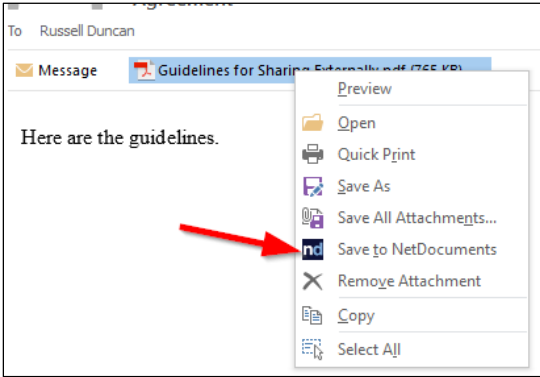 Agreement
To Russell Duncan
Message Guidelines for Sharing Externally.pdf (765 KB)
Preview
Here are the guidelines.
Open
Quick Print
Save As
Save All Attachments...
nd Save to NetDocuments
Remove Attachment
Copy
Select All